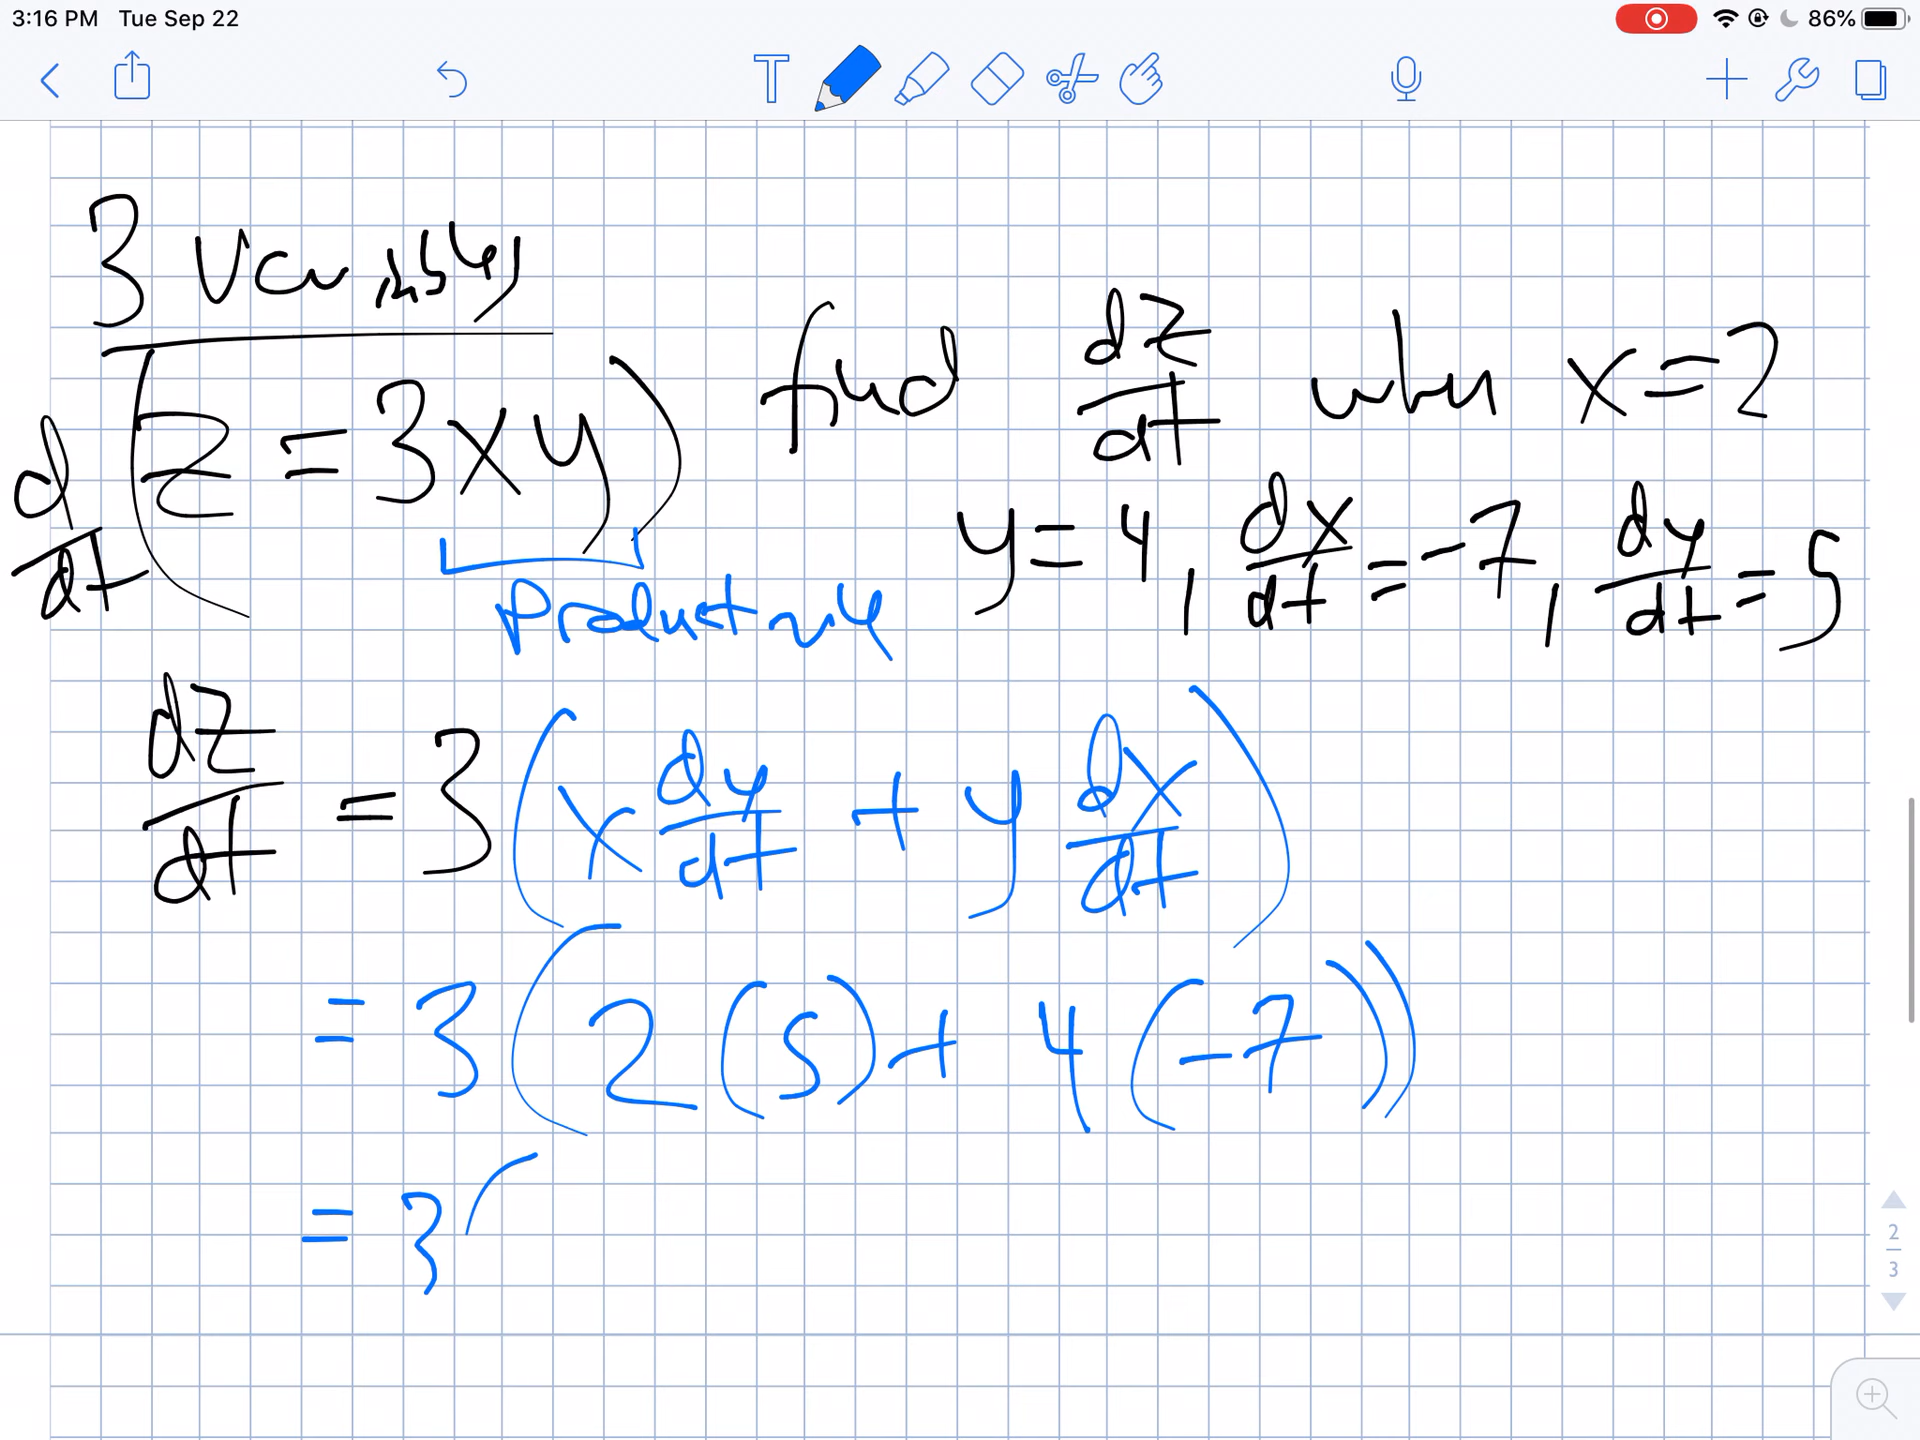 3:16 PM Tue Sep 22
86%
T
3 Variables
d/dt (z = 3xy) find dz/dt when x = 2
y = 4, dx/dt = -7, dy/dt = 5
Product rule
dz/dt = 3 (x dy/dt + y dx/dt)
= 3 (2(5) + 4(-7))
= 3(
2
3